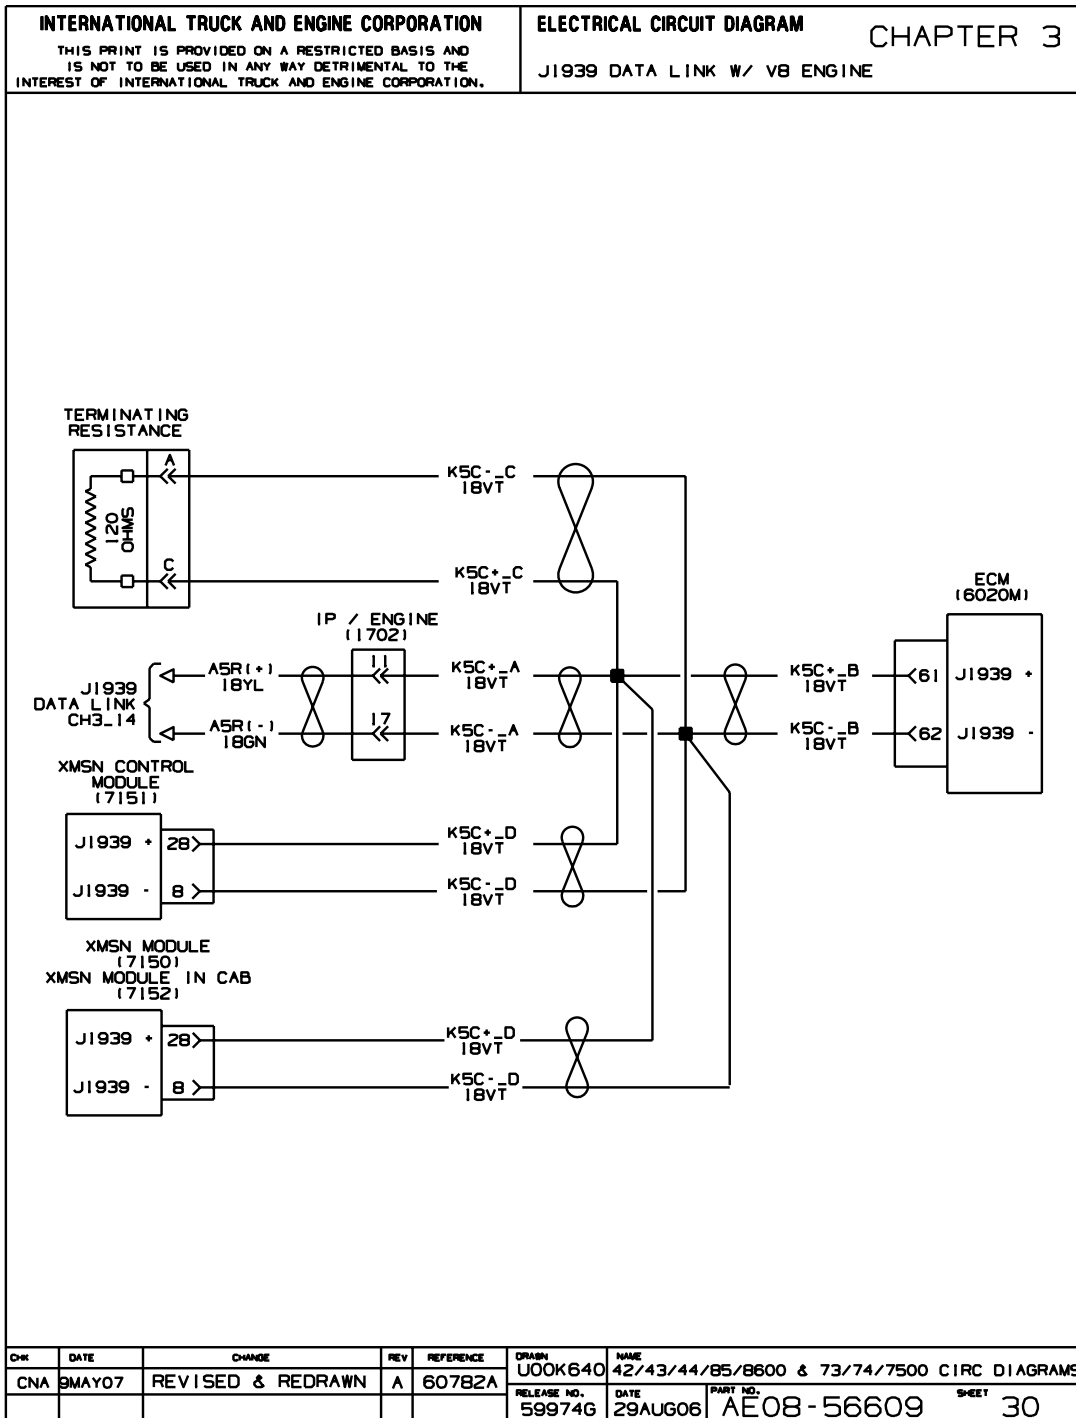 INTERNATIONAL TRUCK AND ENGINE CORPORATION
THIS PRINT IS PROVIDED ON A RESTRICTED BASIS AND
IS NOT TO BE USED IN ANY WAY DETRIMENTAL TO THE
INTEREST OF INTERNATIONAL TRUCK AND ENGINE CORPORATION.
ELECTRICAL CIRCUIT DIAGRAM
CHAPTER 3
J1939 DATA LINK W/ V8 ENGINE
TERMINATING
RESISTANCE
A
120
OHMS
C
K5C-_C
18VT
K5C+_C
18VT
IP / ENGINE
(1702)
11
17
J1939
DATA LINK
CH3_14
A5R(+)
18YL
A5R(-)
18GN
K5C+_A
18VT
K5C-_A
18VT
K5C+_B
18VT
K5C-_B
18VT
ECM
(6020M)
61 J1939 +
62 J1939 -
XMSN CONTROL
MODULE
(7151)
J1939 + 28
J1939 - 8
K5C+_D
18VT
K5C-_D
18VT
XMSN MODULE
(7150)
XMSN MODULE IN CAB
(7152)
J1939 + 28
J1939 - 8
K5C+_D
18VT
K5C-_D
18VT
CHK DATE CHANGE REV REFERENCE
CNA 9MAY07 REVISED & REDRAWN A 60782A
DRAWN
U00K640
NAME
42/43/44/85/8600 & 73/74/7500 CIRC DIAGRAMS
RELEASE NO.
59974G
DATE
29AUG06
PART NO.
AE08-56609
SHEET
30